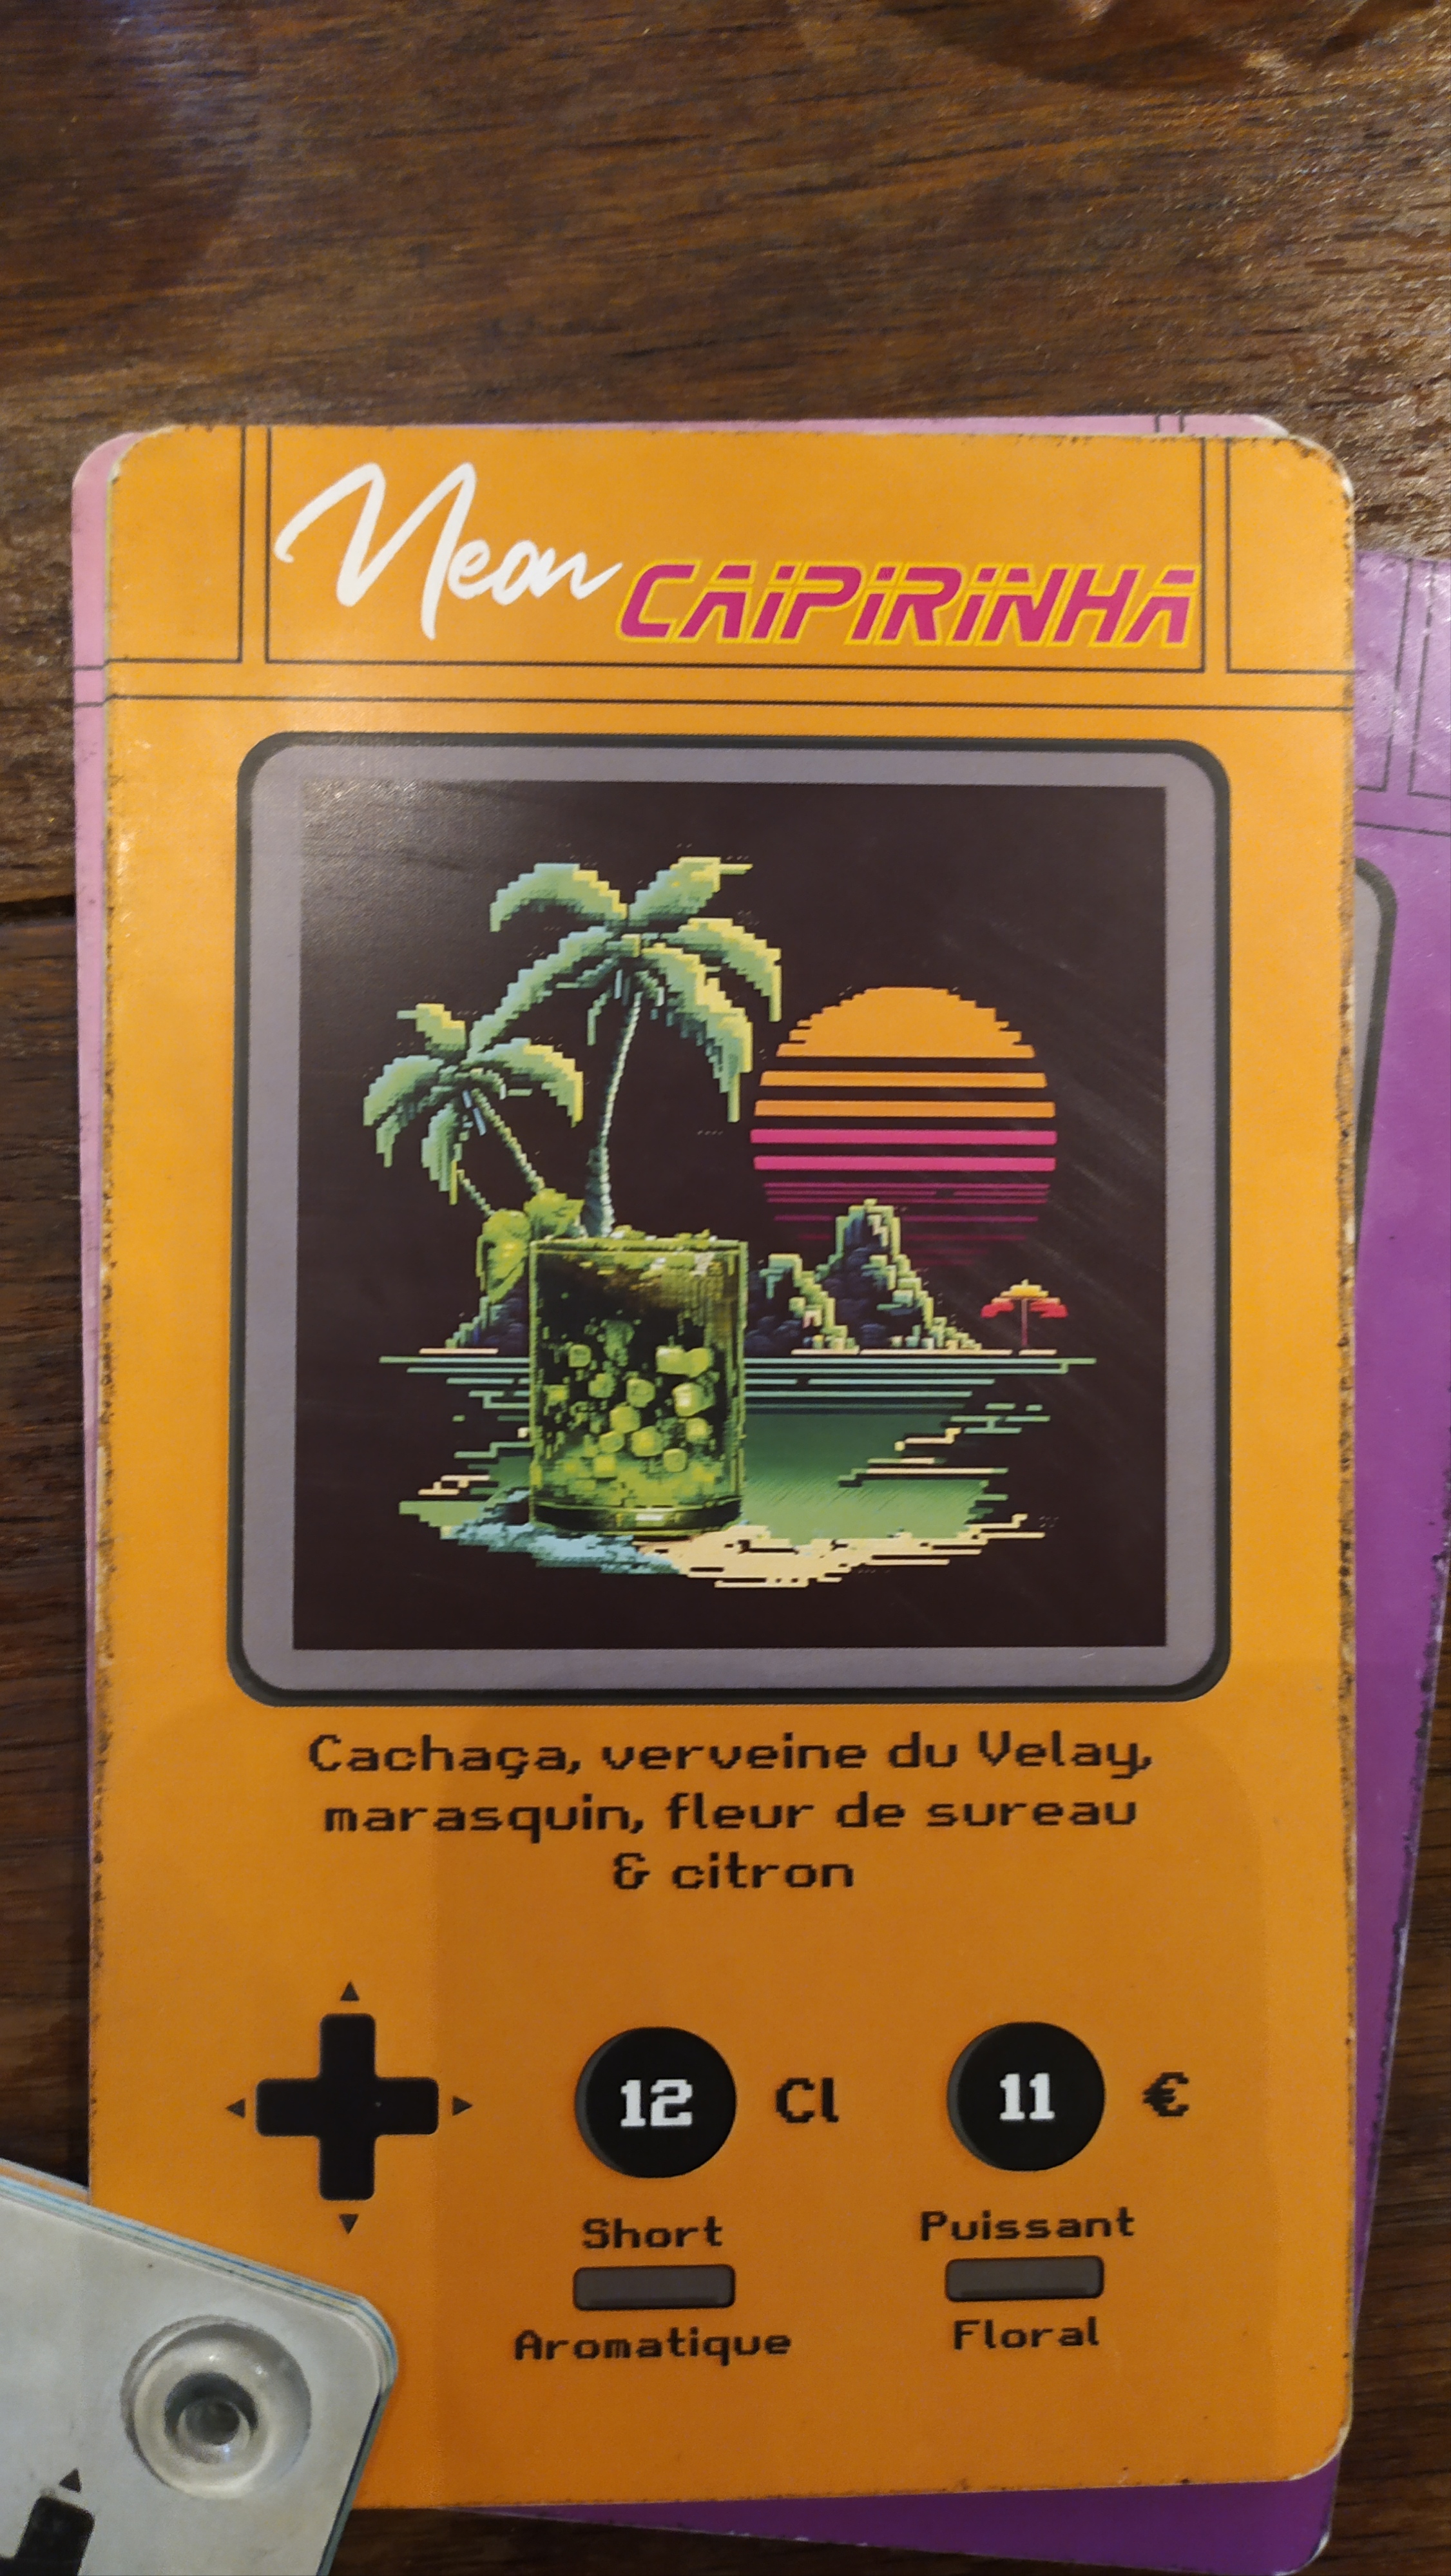 Neon CAIPIRINHA
Cachaça, verveine du Velay,
marasquin, fleur de sureau
& citron
12 Cl 11 €
Short Puissant
Aromatique Floral